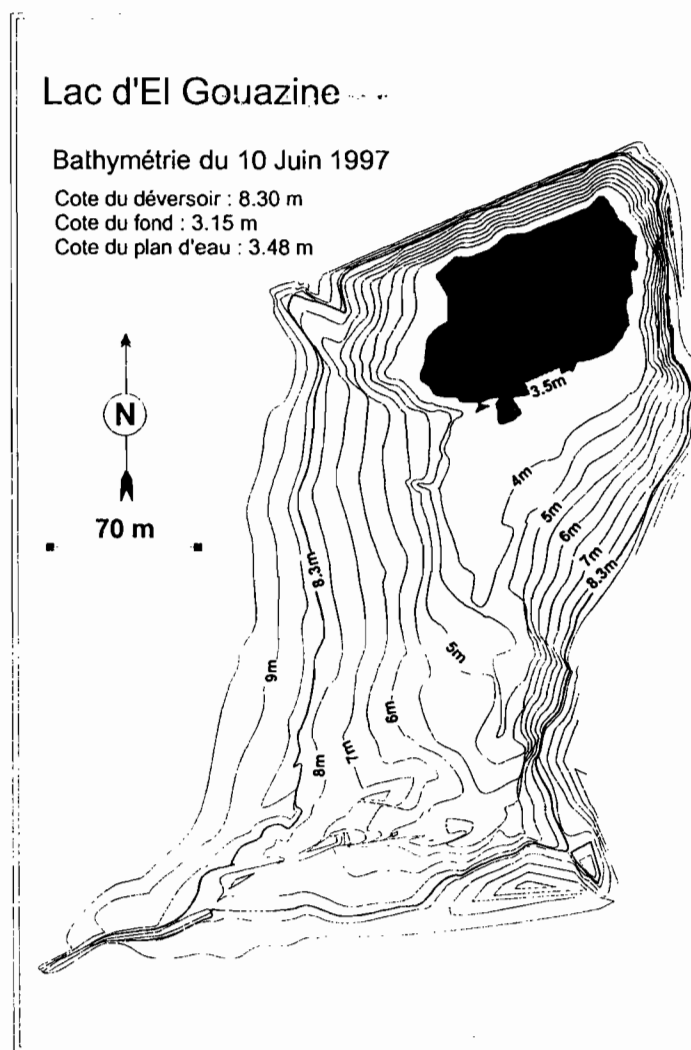 Lac d'El Gouazine
Bathymétrie du 10 Juin 1997
Cote du déversoir : 8.30 m
Cote du fond : 3.15 m
Cote du plan d'eau : 3.48 m
N
70 m
3.5m
4m
5m
6m
7m
8.3m
8.3m
5m
9m
6m
7m
8m